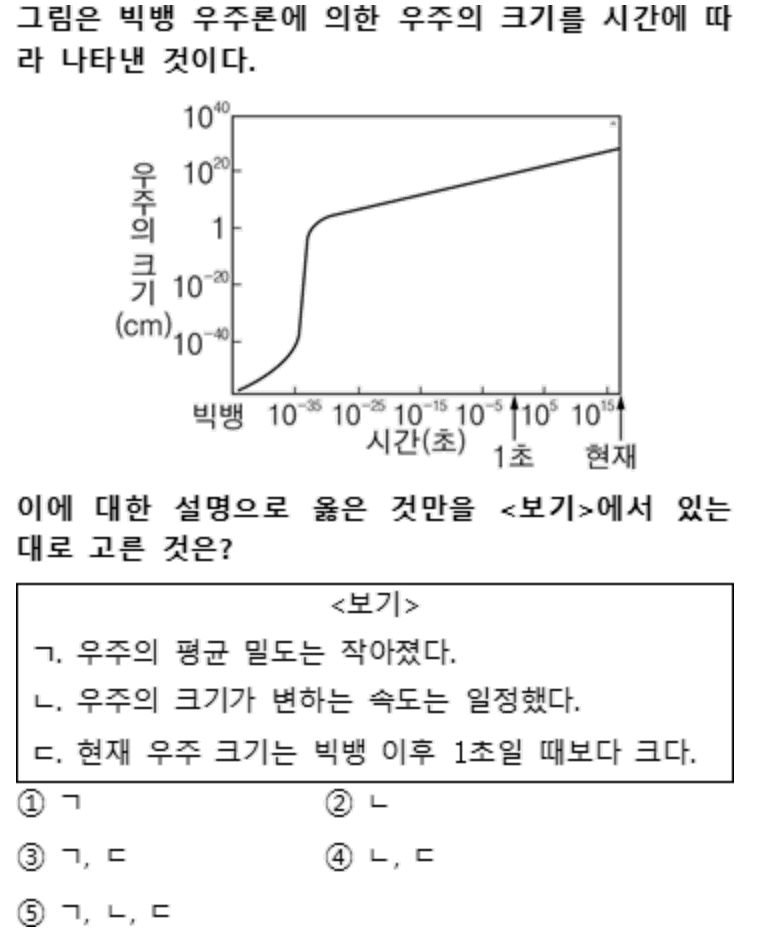 그림은 빅뱅 우주론에 의한 우주의 크기를 시간에 따
라 나타낸 것이다.
우주의 크기
(cm)
10⁴⁰
10²⁰
1
10⁻²⁰
10⁻⁴⁰
빅뱅 10⁻³⁵ 10⁻²⁵ 10⁻¹⁵ 10⁻⁵ 10⁵ 10¹⁵
시간(초) 1초 현재
이에 대한 설명으로 옳은 것만을 <보기>에서 있는
대로 고른 것은?
<보기>
ㄱ. 우주의 평균 밀도는 작아졌다.
ㄴ. 우주의 크기가 변하는 속도는 일정했다.
ㄷ. 현재 우주 크기는 빅뱅 이후 1초일 때보다 크다.
① ㄱ ② ㄴ
③ ㄱ, ㄷ ④ ㄴ, ㄷ
⑤ ㄱ, ㄴ, ㄷ